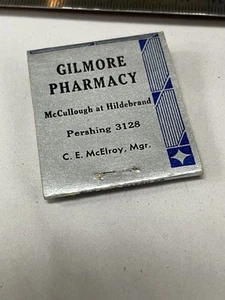 GILMORE
PHARMACY
McCullough at Hildebrand
Pershing 3128
C. E. McElroy, Mgr.